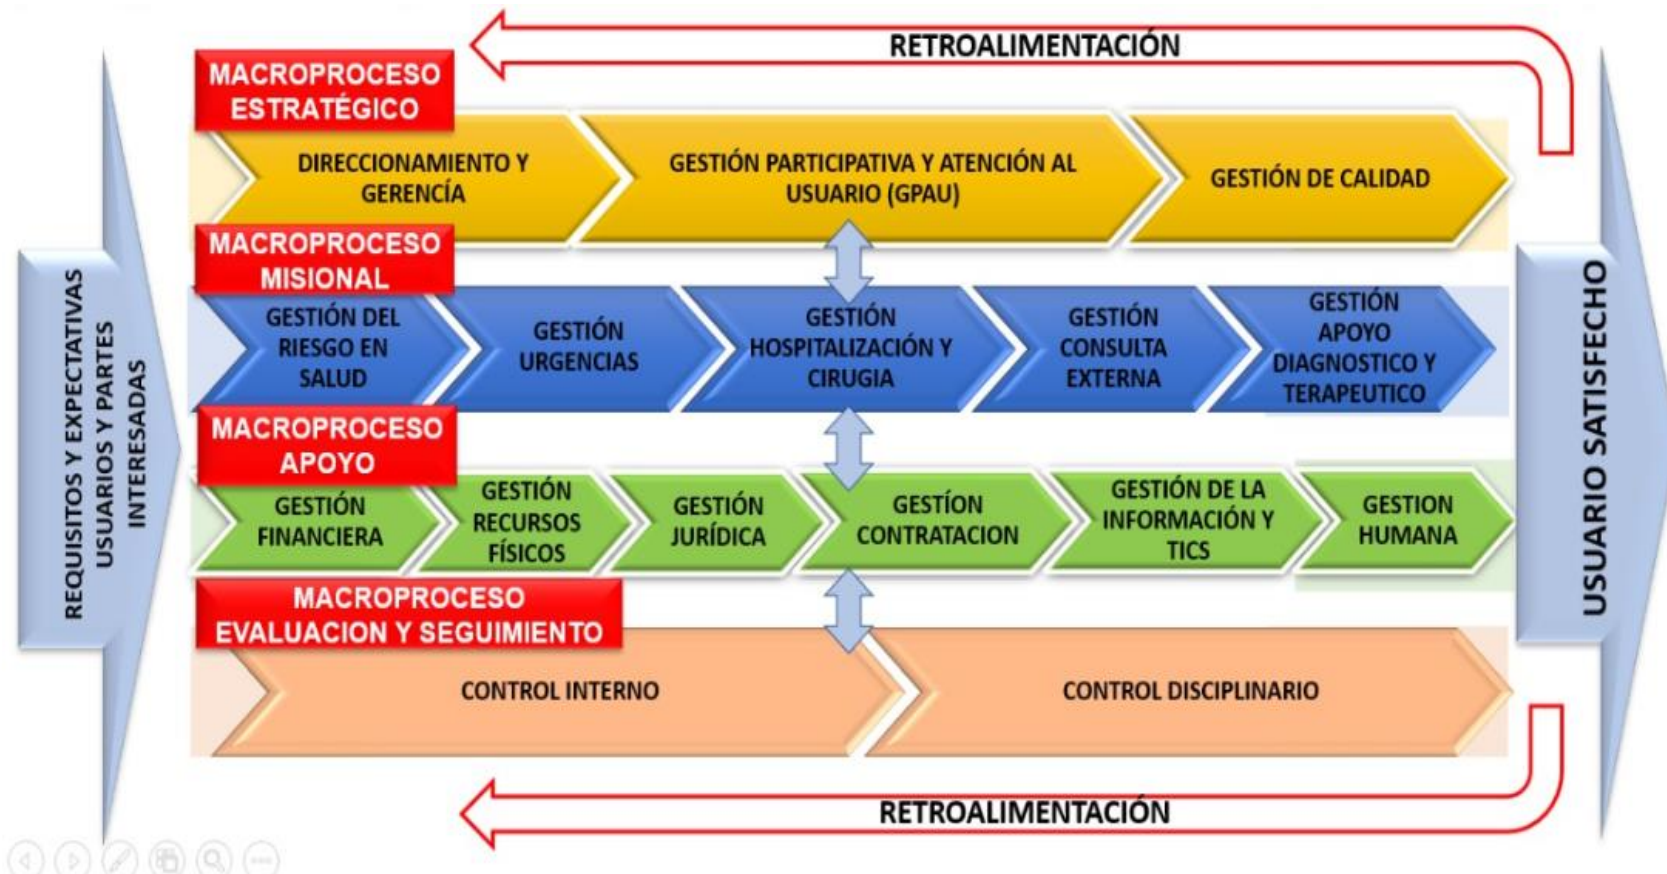 RETROALIMENTACIÓN
MACROPROCESO
ESTRATÉGICO
DIRECCIONAMIENTO Y
GERENCÍA
GESTIÓN PARTICIPATIVA Y ATENCIÓN AL
USUARIO (GPAU)
GESTIÓN DE CALIDAD
MACROPROCESO
MISIONAL
GESTIÓN DEL
RIESGO EN
SALUD
GESTIÓN
URGENCIAS
GESTIÓN
HOSPITALIZACIÓN Y
CIRUGIA
GESTIÓN
CONSULTA
EXTERNA
GESTIÓN
APOYO
DIAGNOSTICO Y
TERAPEUTICO
MACROPROCESO
APOYO
GESTIÓN
FINANCIERA
GESTIÓN
RECURSOS
FÍSICOS
GESTIÓN
JURÍDICA
GESTÍON
CONTRATACION
GESTIÓN DE LA
INFORMACIÓN Y
TICS
GESTION
HUMANA
MACROPROCESO
EVALUACION Y SEGUIMIENTO
CONTROL INTERNO
CONTROL DISCIPLINARIO
RETROALIMENTACIÓN
REQUISITOS Y EXPECTATIVAS
USUARIOS Y PARTES
INTERESADAS
USUARIO SATISFECHO